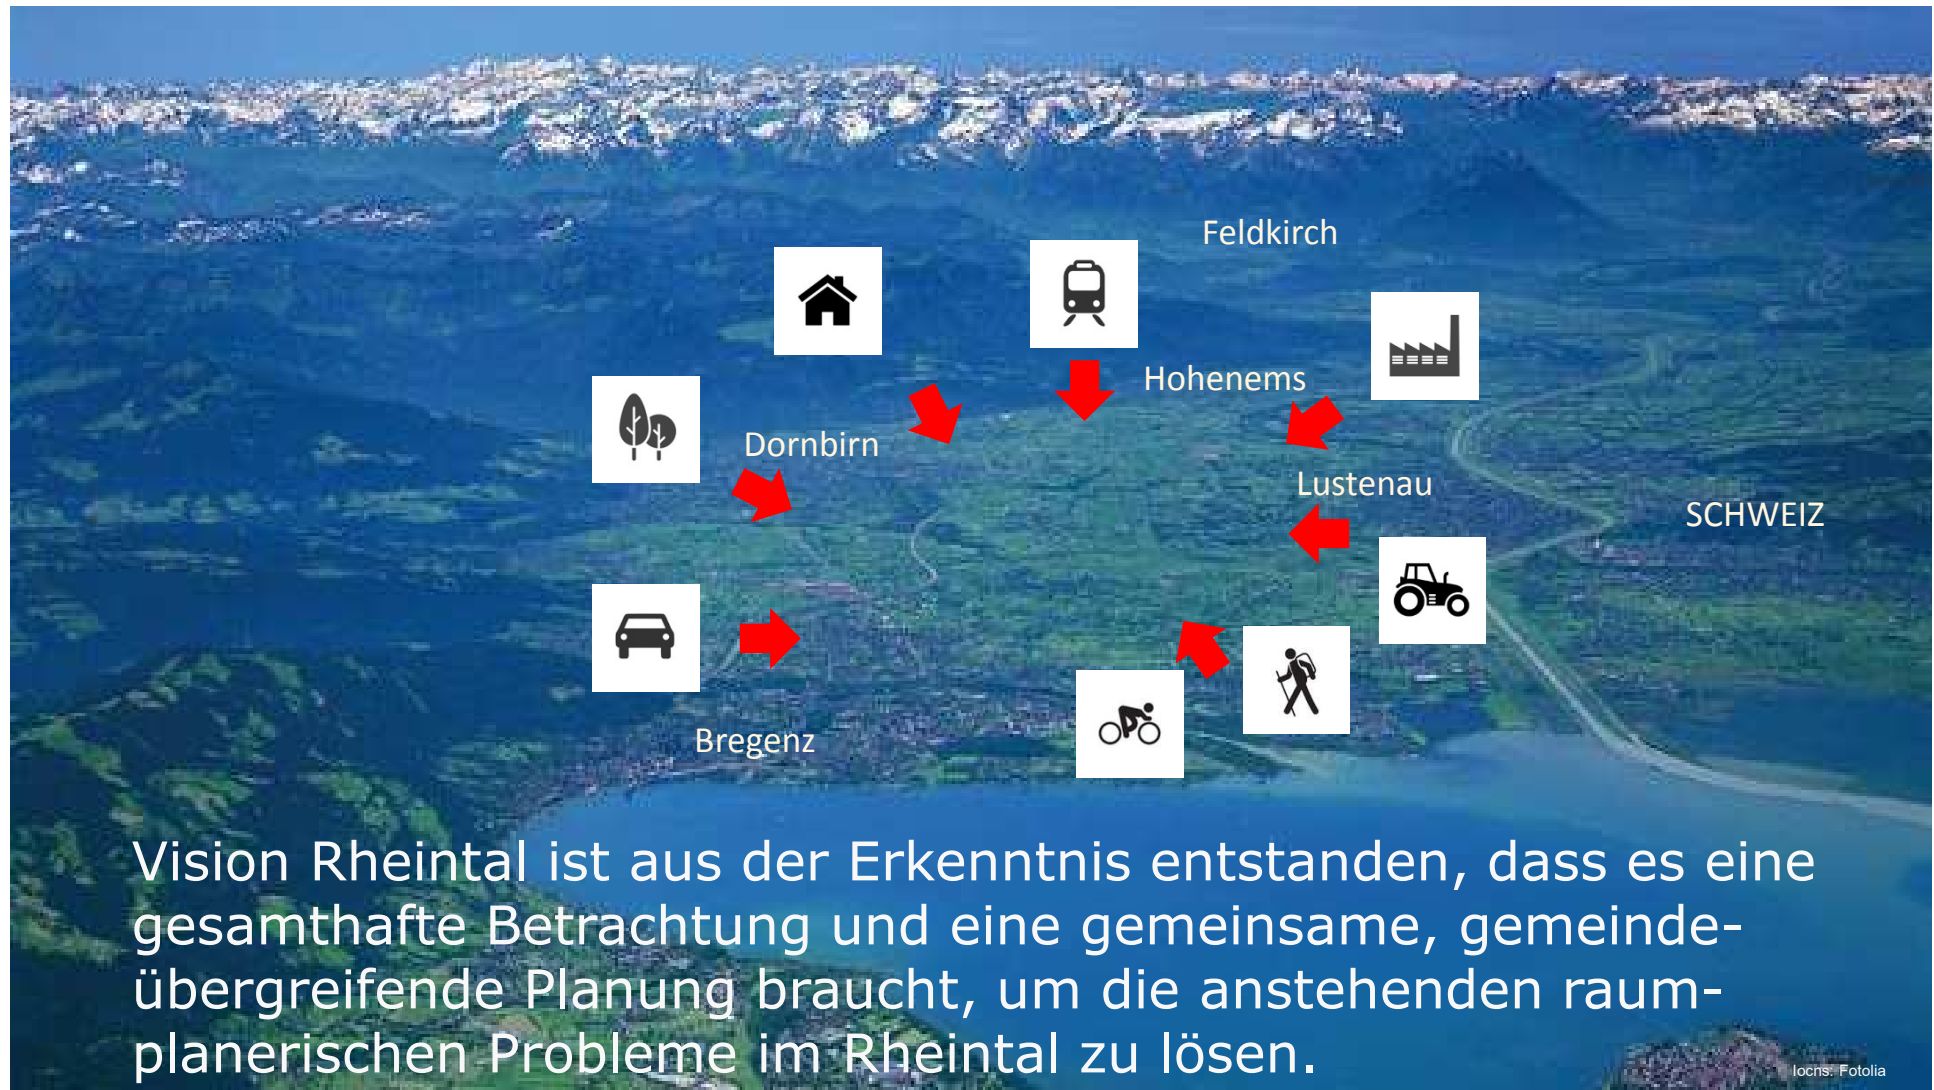 Feldkirch
Hohenems
Dornbirn
Lustenau
SCHWEIZ
Bregenz
Vision Rheintal ist aus der Erkenntnis entstanden, dass es eine
gesamthafte Betrachtung und eine gemeinsame, gemeinde-
übergreifende Planung braucht, um die anstehenden raum-
planerischen Probleme im Rheintal zu lösen.
Iocns: Fotolia